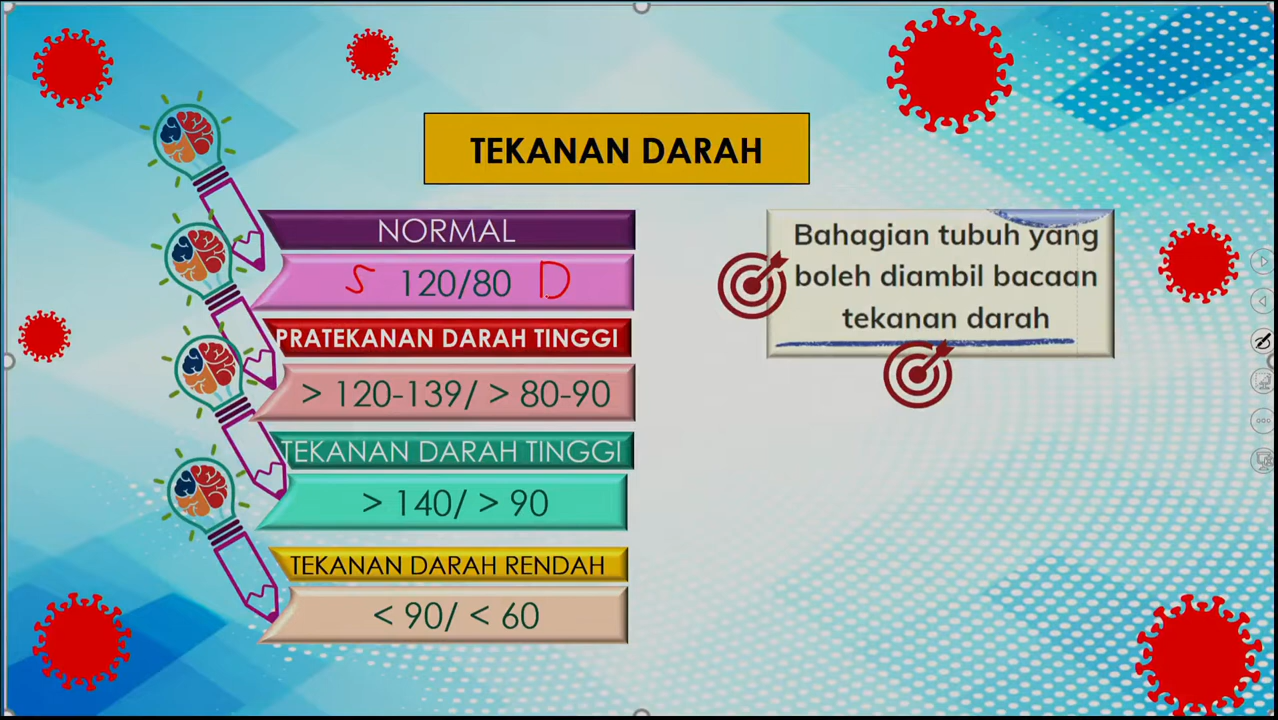 TEKANAN DARAH
NORMAL
S 120/80 D
PRATEKANAN DARAH TINGGI
> 120-139/ > 80-90
TEKANAN DARAH TINGGI
> 140/ > 90
TEKANAN DARAH RENDAH
< 90/ < 60
Bahagian tubuh yang
boleh diambil bacaan
tekanan darah